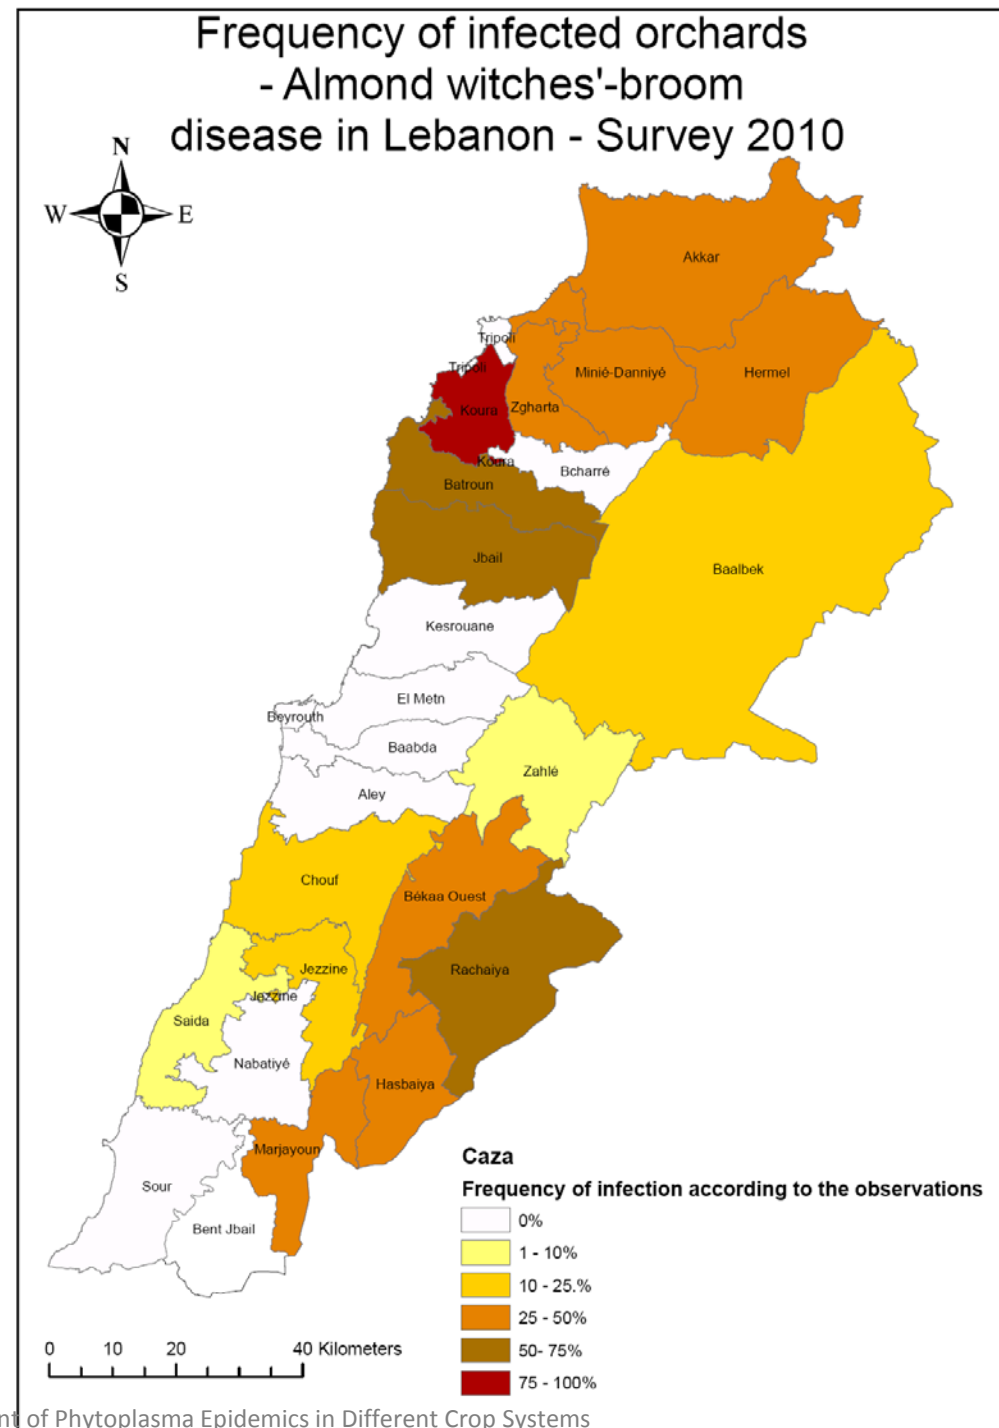 Frequency of infected orchards
- Almond witches'-broom
disease in Lebanon - Survey 2010
N
W
E
S
Akkar
Tripoli
Tripoli
Minié-Danniyé
Hermel
Koura
Zgharta
Koura
Bcharré
Batroun
Jbail
Baalbek
Kesrouane
El Metn
Beyrouth
Baabda
Zahlé
Aley
Chouf
Békaa Ouest
Jezzine
Rachaiya
Jezzine
Saida
Nabatiyé
Hasbaiya
Marjayoun
Sour
Bent Jbail
Caza
Frequency of infection according to the observations
0%
1 - 10%
10 - 25.%
25 - 50%
50- 75%
75 - 100%
0 10 20 40 Kilometers
nt of Phytoplasma Epidemics in Different Crop Systems